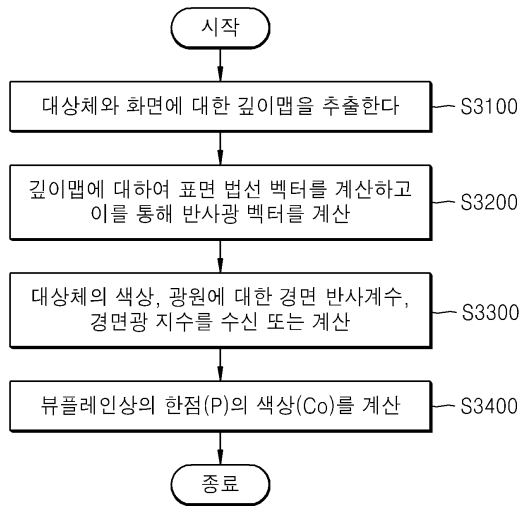 시작
대상체와 화면에 대한 깊이맵을 추출한다
S3100
깊이맵에 대하여 표면 법선 벡터를 계산하고
이를 통해 반사광 벡터를 계산
S3200
대상체의 색상, 광원에 대한 경면 반사계수,
경면광 지수를 수신 또는 계산
S3300
뷰플레인상의 한점(P)의 색상(Co)를 계산
S3400
종료